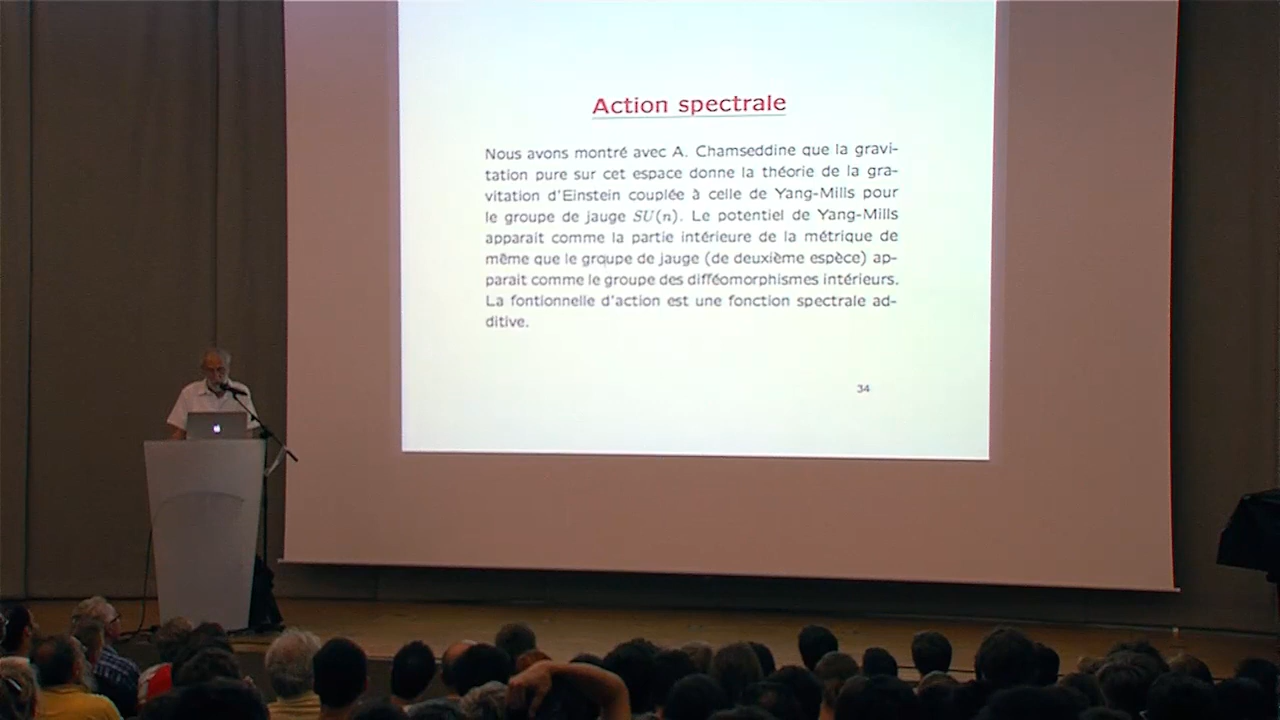 Action spectrale
Nous avons montré avec A. Chamseddine que la gravi-
tation pure sur cet espace donne la théorie de la gra-
vitation d'Einstein couplée à celle de Yang-Mills pour
le groupe de jauge SU(n). Le potentiel de Yang-Mills
apparait comme la partie intérieure de la métrique de
même que le groupe de jauge (de deuxième espèce) ap-
parait comme le groupe des difféomorphismes intérieurs.
La fontionnelle d'action est une fonction spectrale ad-
ditive.
34